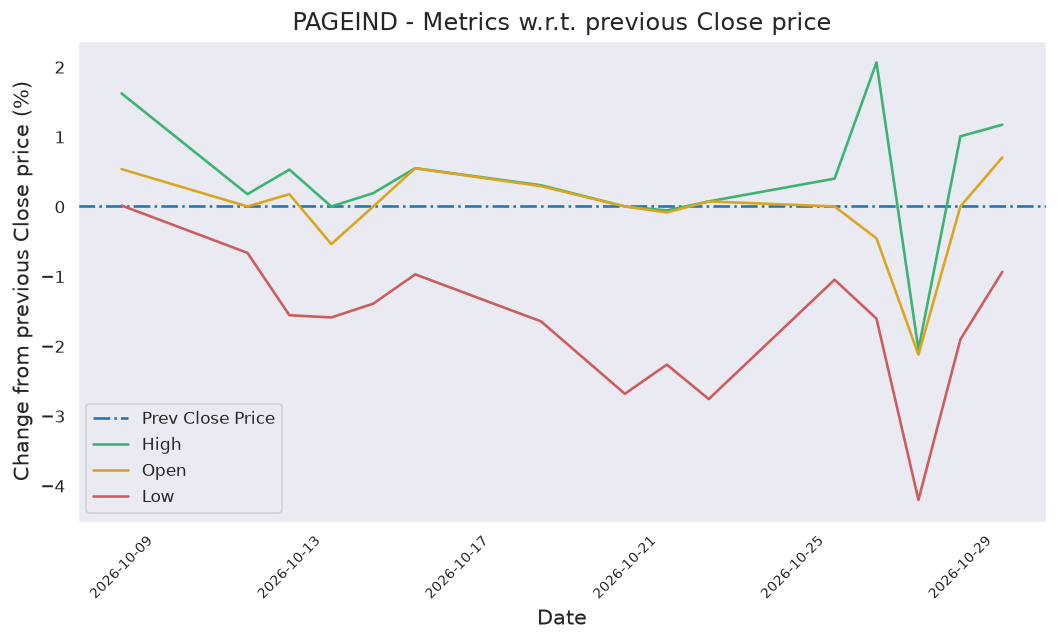 PAGEIND - Metrics w.r.t. previous Close price
Change from previous Close price (%)
2
1
0
−1
−2
−3
−4
Prev Close Price
High
Open
Low
2026-10-09
2026-10-13
2026-10-17
2026-10-21
2026-10-25
2026-10-29
Date